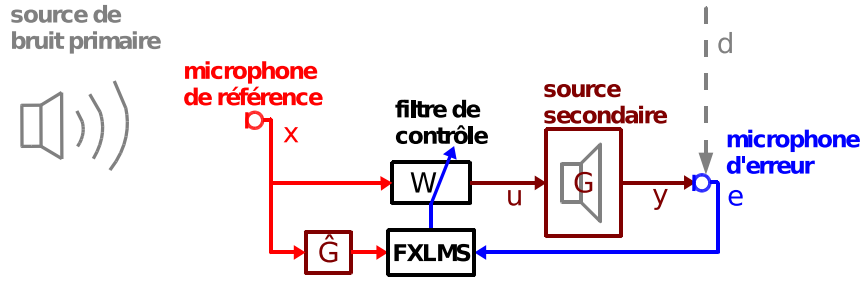 source de
bruit primaire
microphone
de référence
x
filtre de
contrôle
W
u
source
secondaire
G
y
d
microphone
d'erreur
e
Ĝ
FXLMS